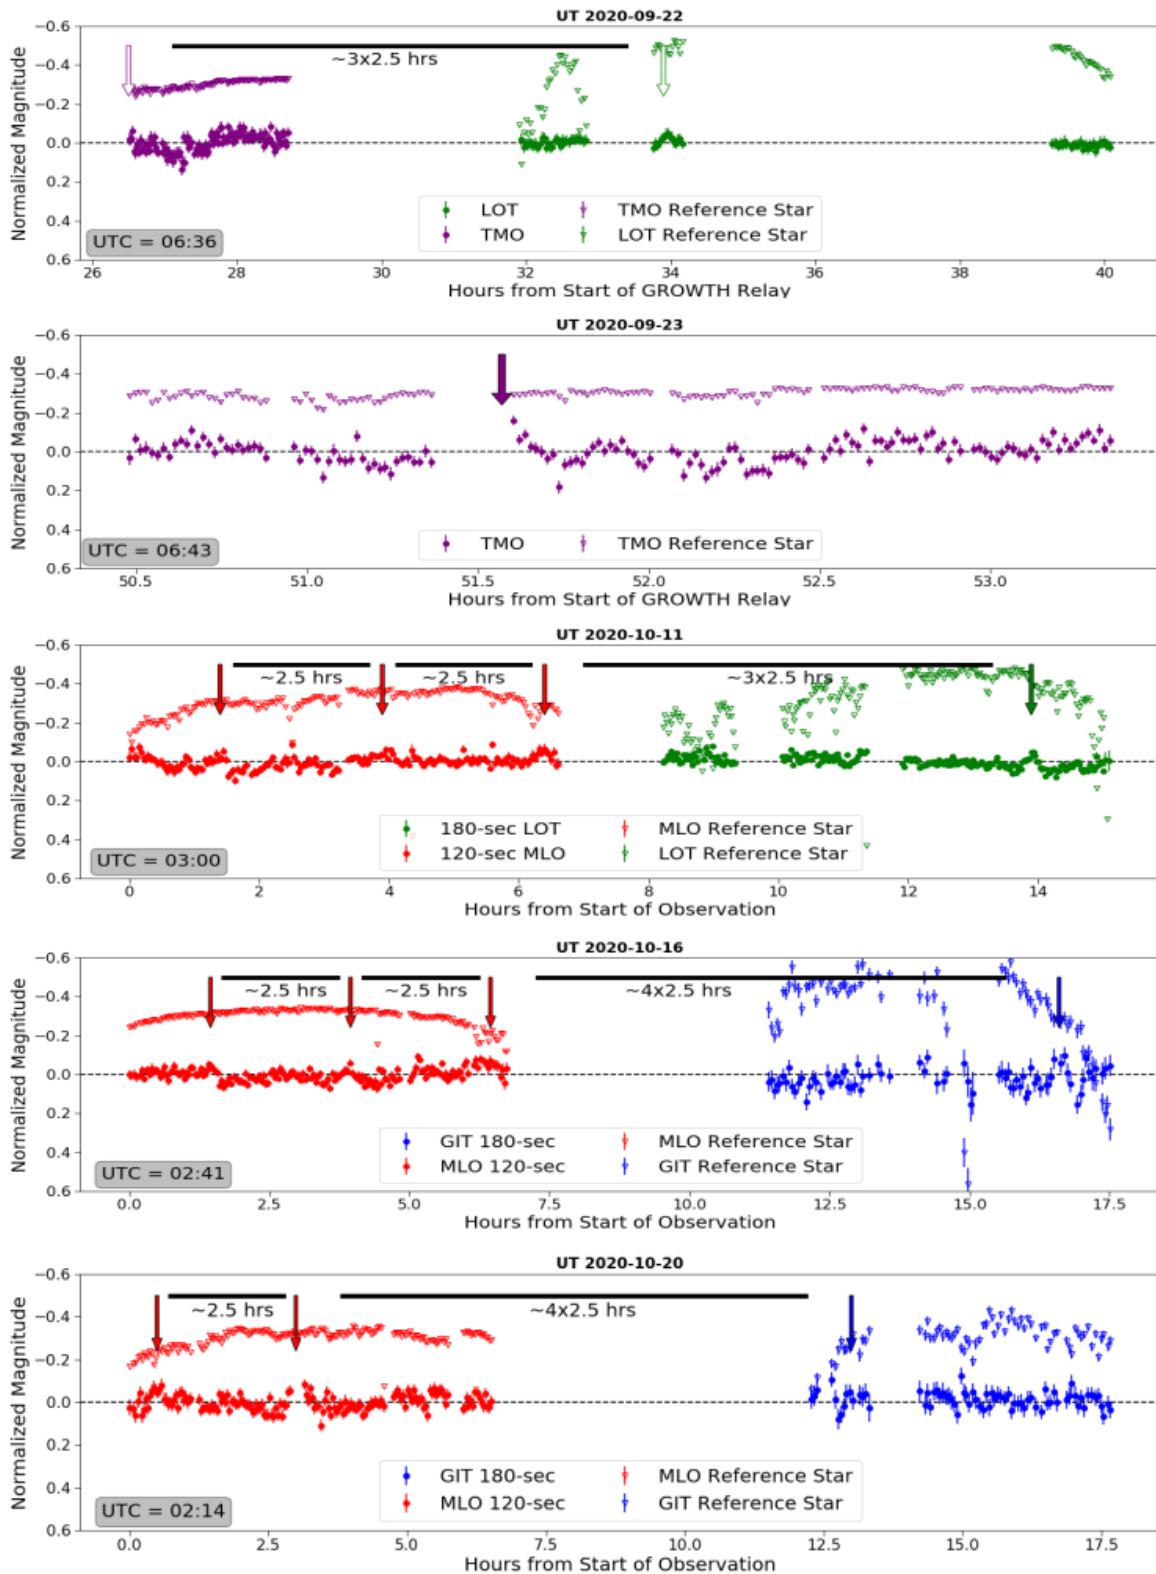 UT 2020-09-22
−0.6
−0.4
−0.2
0.0
0.2
0.4
0.6
Normalized Magnitude
~3x2.5 hrs
LOT
TMO
TMO Reference Star
LOT Reference Star
UTC = 06:36
26 28 30 32 34 36 38 40
Hours from Start of GROWTH Relay
UT 2020-09-23
−0.6
−0.4
−0.2
0.0
0.2
0.4
0.6
Normalized Magnitude
TMO TMO Reference Star
UTC = 06:43
50.5 51.0 51.5 52.0 52.5 53.0
Hours from Start of GROWTH Relay
UT 2020-10-11
−0.6
−0.4
−0.2
0.0
0.2
0.4
0.6
Normalized Magnitude
~2.5 hrs ~2.5 hrs ~3x2.5 hrs
180-sec LOT
120-sec MLO
MLO Reference Star
LOT Reference Star
UTC = 03:00
0 2 4 6 8 10 12 14
Hours from Start of Observation
UT 2020-10-16
−0.6
−0.4
−0.2
0.0
0.2
0.4
0.6
Normalized Magnitude
~2.5 hrs ~2.5 hrs ~4x2.5 hrs
GIT 180-sec
MLO 120-sec
MLO Reference Star
GIT Reference Star
UTC = 02:41
0.0 2.5 5.0 7.5 10.0 12.5 15.0 17.5
Hours from Start of Observation
UT 2020-10-20
−0.6
−0.4
−0.2
0.0
0.2
0.4
0.6
Normalized Magnitude
~2.5 hrs ~4x2.5 hrs
GIT 180-sec
MLO 120-sec
MLO Reference Star
GIT Reference Star
UTC = 02:14
0.0 2.5 5.0 7.5 10.0 12.5 15.0 17.5
Hours from Start of Observation